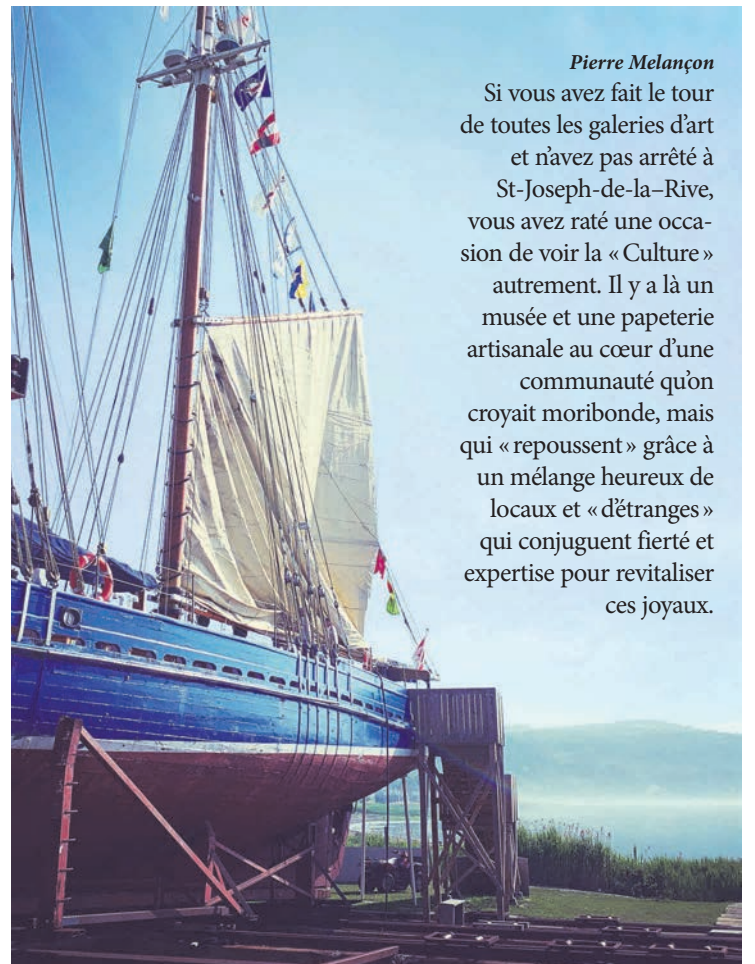 Pierre Melançon
Si vous avez fait le tour
de toutes les galeries d’art
et n’avez pas arrêté à
St-Joseph-de-la–Rive,
vous avez raté une occa-
sion de voir la « Culture »
autrement. Il y a là un
musée et une papeterie
artisanale au cœur d’une
communauté qu’on
croyait moribonde, mais
qui « repoussent » grâce à
un mélange heureux de
locaux et « d’étranges »
qui conjuguent fierté et
expertise pour revitaliser
ces joyaux.